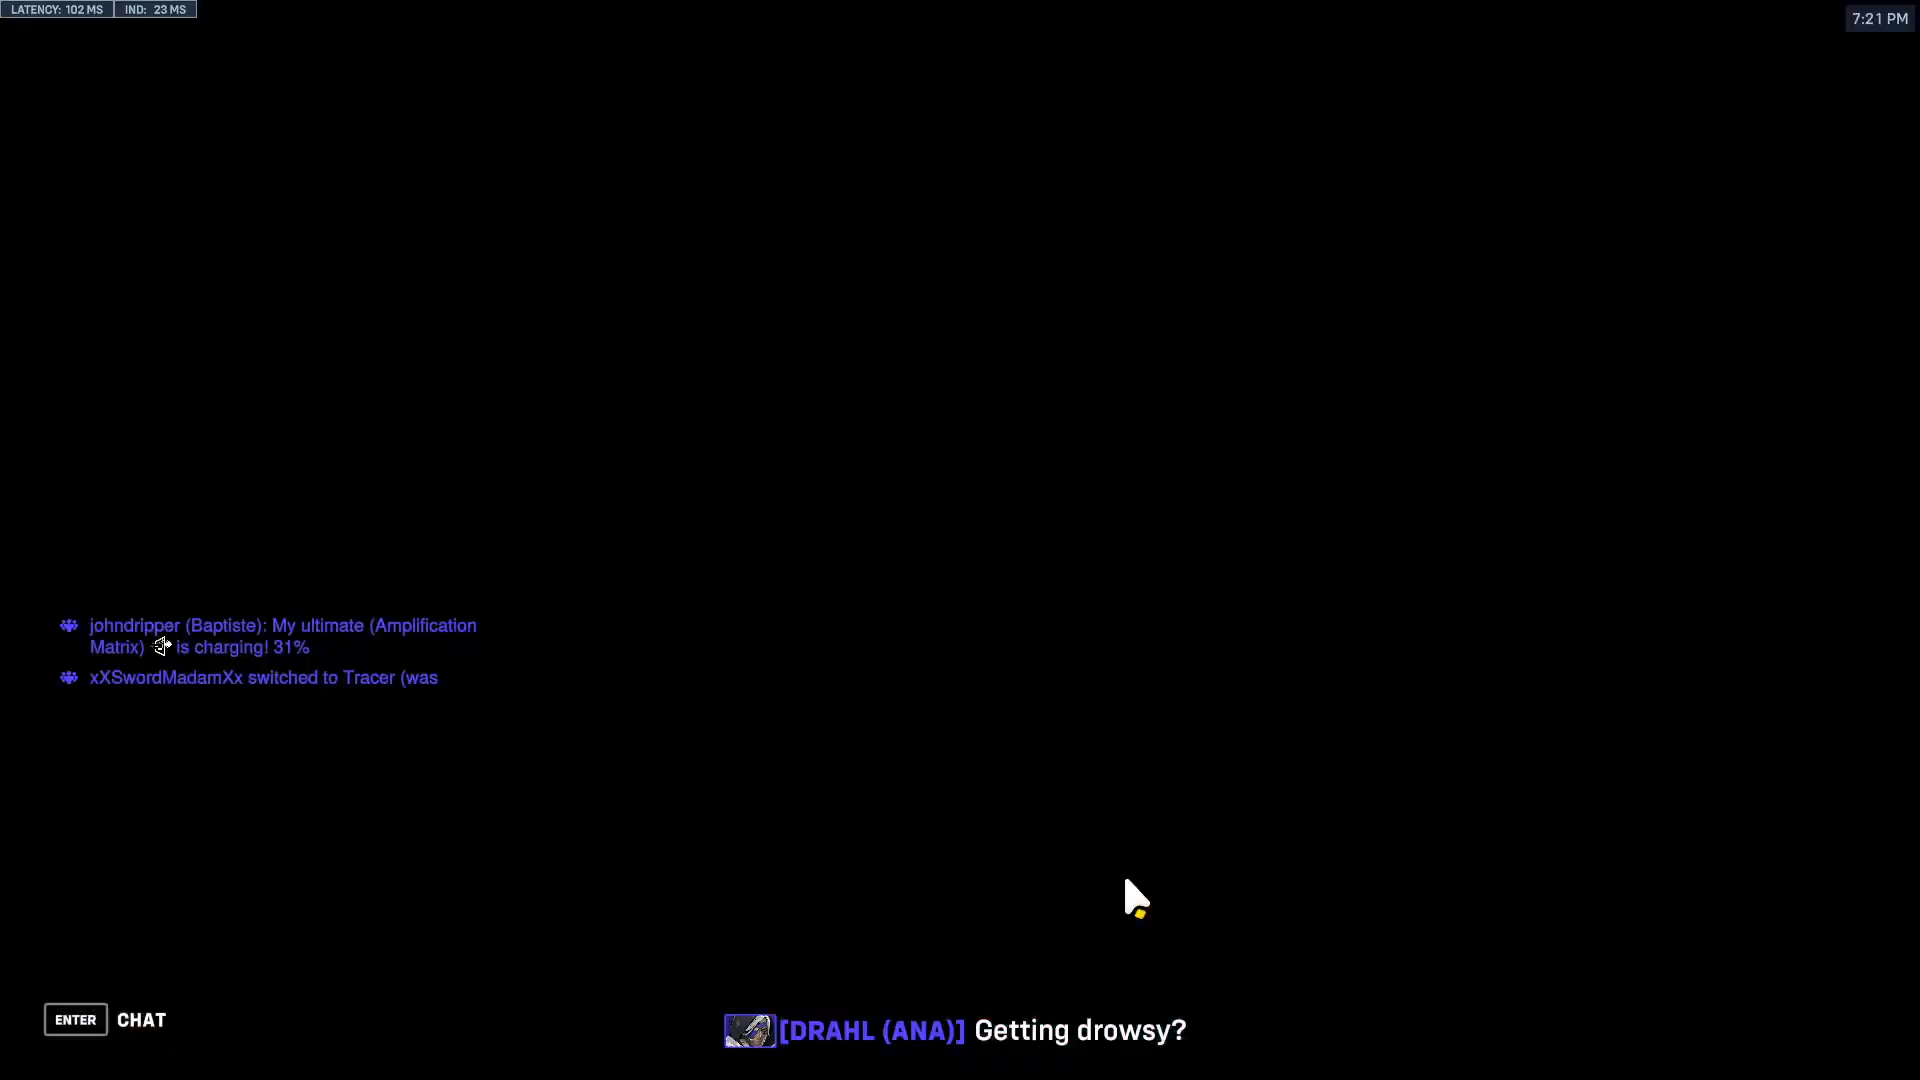 LATENCY: 102 MS IND: 23 MS
7:21 PM
johndripper (Baptiste): My ultimate (Amplification
Matrix) is charging! 31%
xXSwordMadamXx switched to Tracer (was
ENTER CHAT
[DRAHL (ANA)] Getting drowsy?